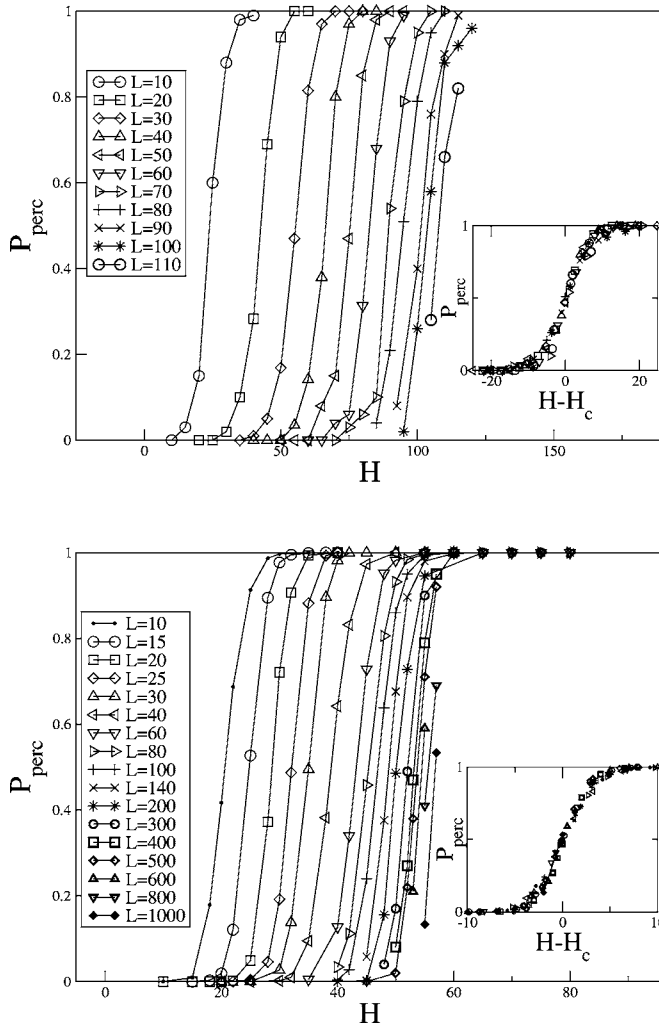 1
0.8
0.6
0.4
0.2
0
P_perc
L=10
L=20
L=30
L=40
L=50
L=60
L=70
L=80
L=90
L=100
L=110
0 50 100 150
H
1
0
P_perc
-20 0 20
H-H_c
1
0.8
0.6
0.4
0.2
0
P_perc
L=10
L=15
L=20
L=25
L=30
L=40
L=60
L=80
L=100
L=140
L=200
L=300
L=400
L=500
L=600
L=800
L=1000
0 20 40 60 80
H
1
0
P_perc
-10 0 10
H-H_c